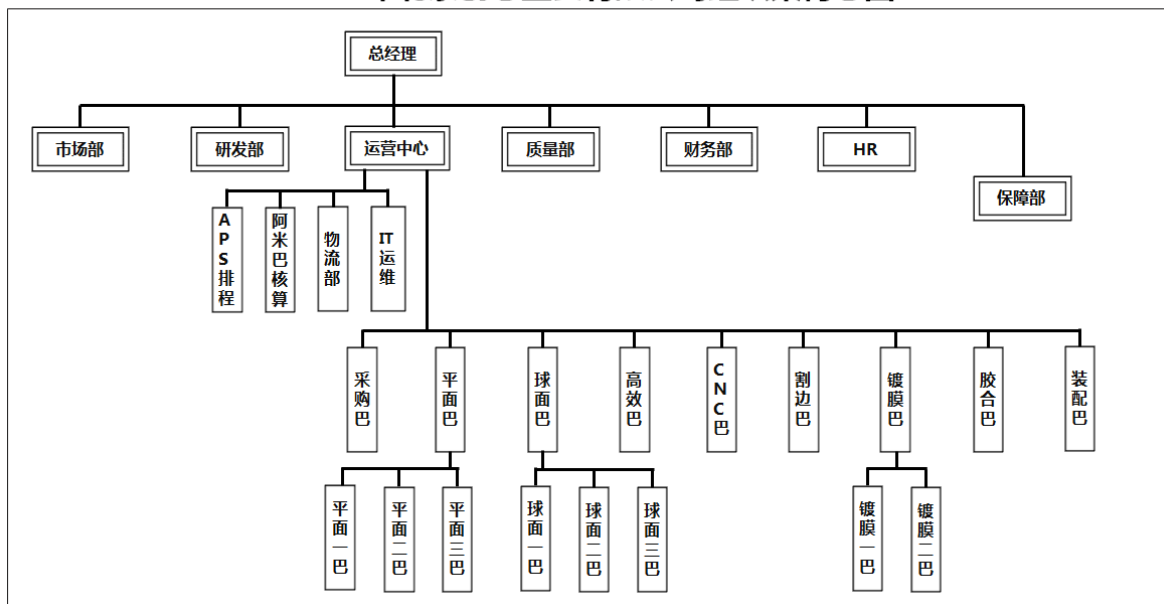 总经理
市场部
研发部
运营中心
质量部
财务部
HR
保障部
APS排程
阿米巴核算
物流部
IT运维
采购巴
平面巴
球面巴
高效巴
CNC巴
割边巴
镀膜巴
胶合巴
装配巴
平面一巴
平面二巴
平面三巴
球面一巴
球面二巴
球面三巴
镀膜一巴
镀膜二巴